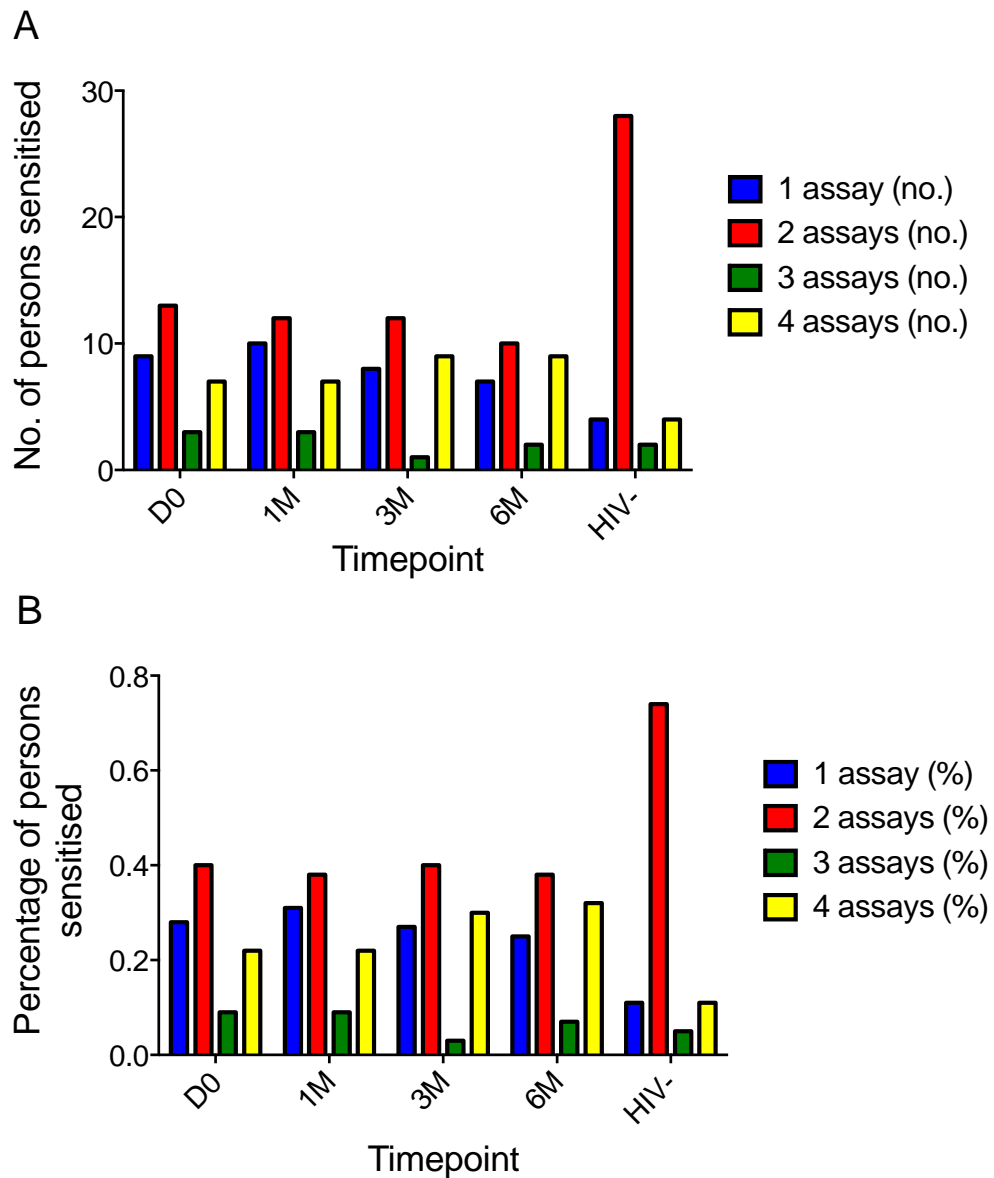 A
No. of persons sensitised
30
20
10
0
D0
1M
3M
6M
HIV-
Timepoint
1 assay (no.)
2 assays (no.)
3 assays (no.)
4 assays (no.)
B
Percentage of persons
sensitised
0.8
0.6
0.4
0.2
0.0
D0
1M
3M
6M
HIV-
Timepoint
1 assay (%)
2 assays (%)
3 assays (%)
4 assays (%)